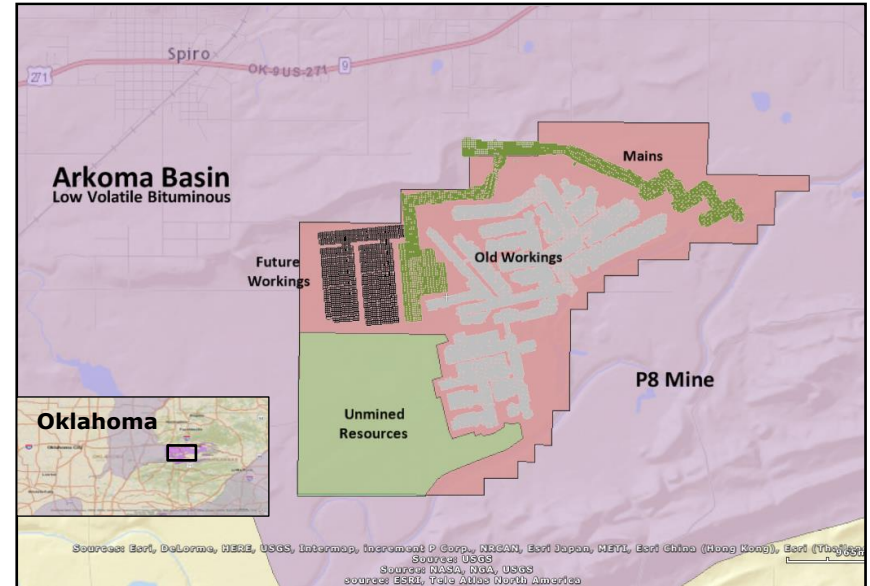 Spiro
271
OK-9 US-271
9
Mains
Arkoma Basin
Low Volatile Bituminous
Future
Workings
Old Workings
P8 Mine
Unmined
Resources
Oklahoma
Oklahoma City
Sources: Esri, DeLorme, HERE, USGS, Intermap, increment P Corp., NRCAN, Esri Japan, METI, Esri China (Hong Kong), Esri
Source: USGS
Source: NASA, NGA, USGS
source: ESRI, Tele Atlas North America